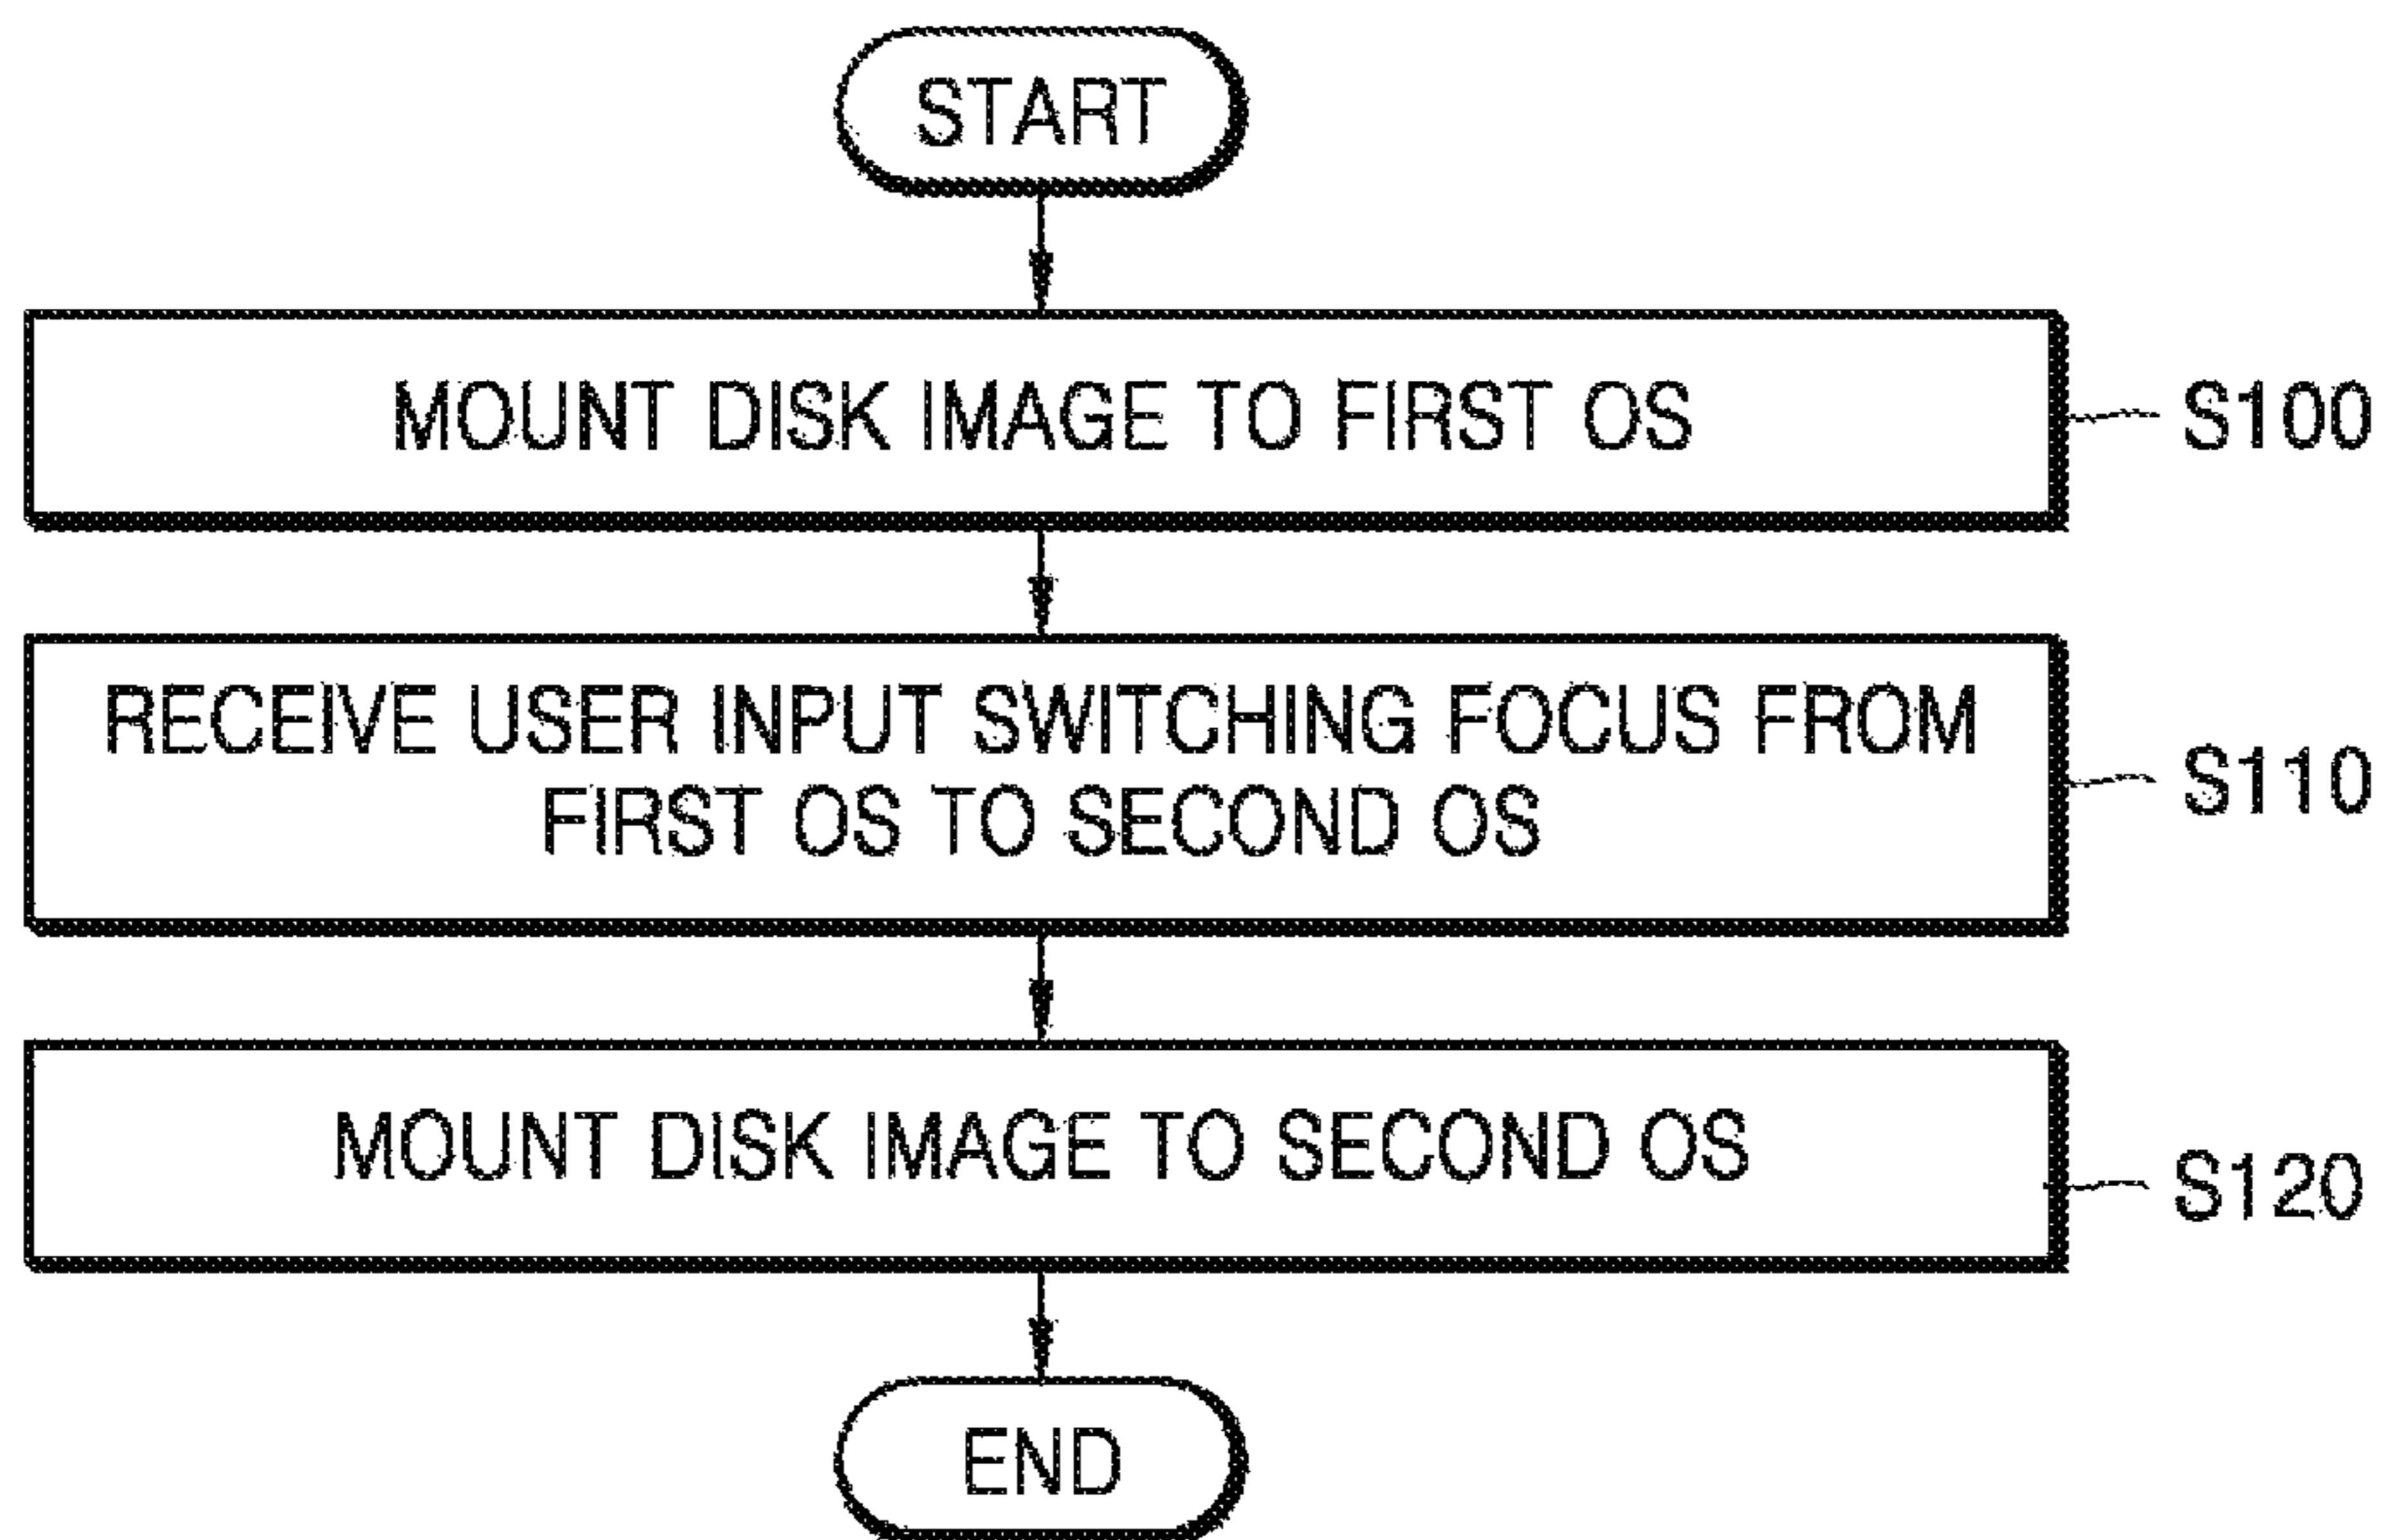 START
MOUNT DISK IMAGE TO FIRST OS
S100
RECEIVE USER INPUT SWITCHING FOCUS FROM
FIRST OS TO SECOND OS
S110
MOUNT DISK IMAGE TO SECOND OS
S120
END